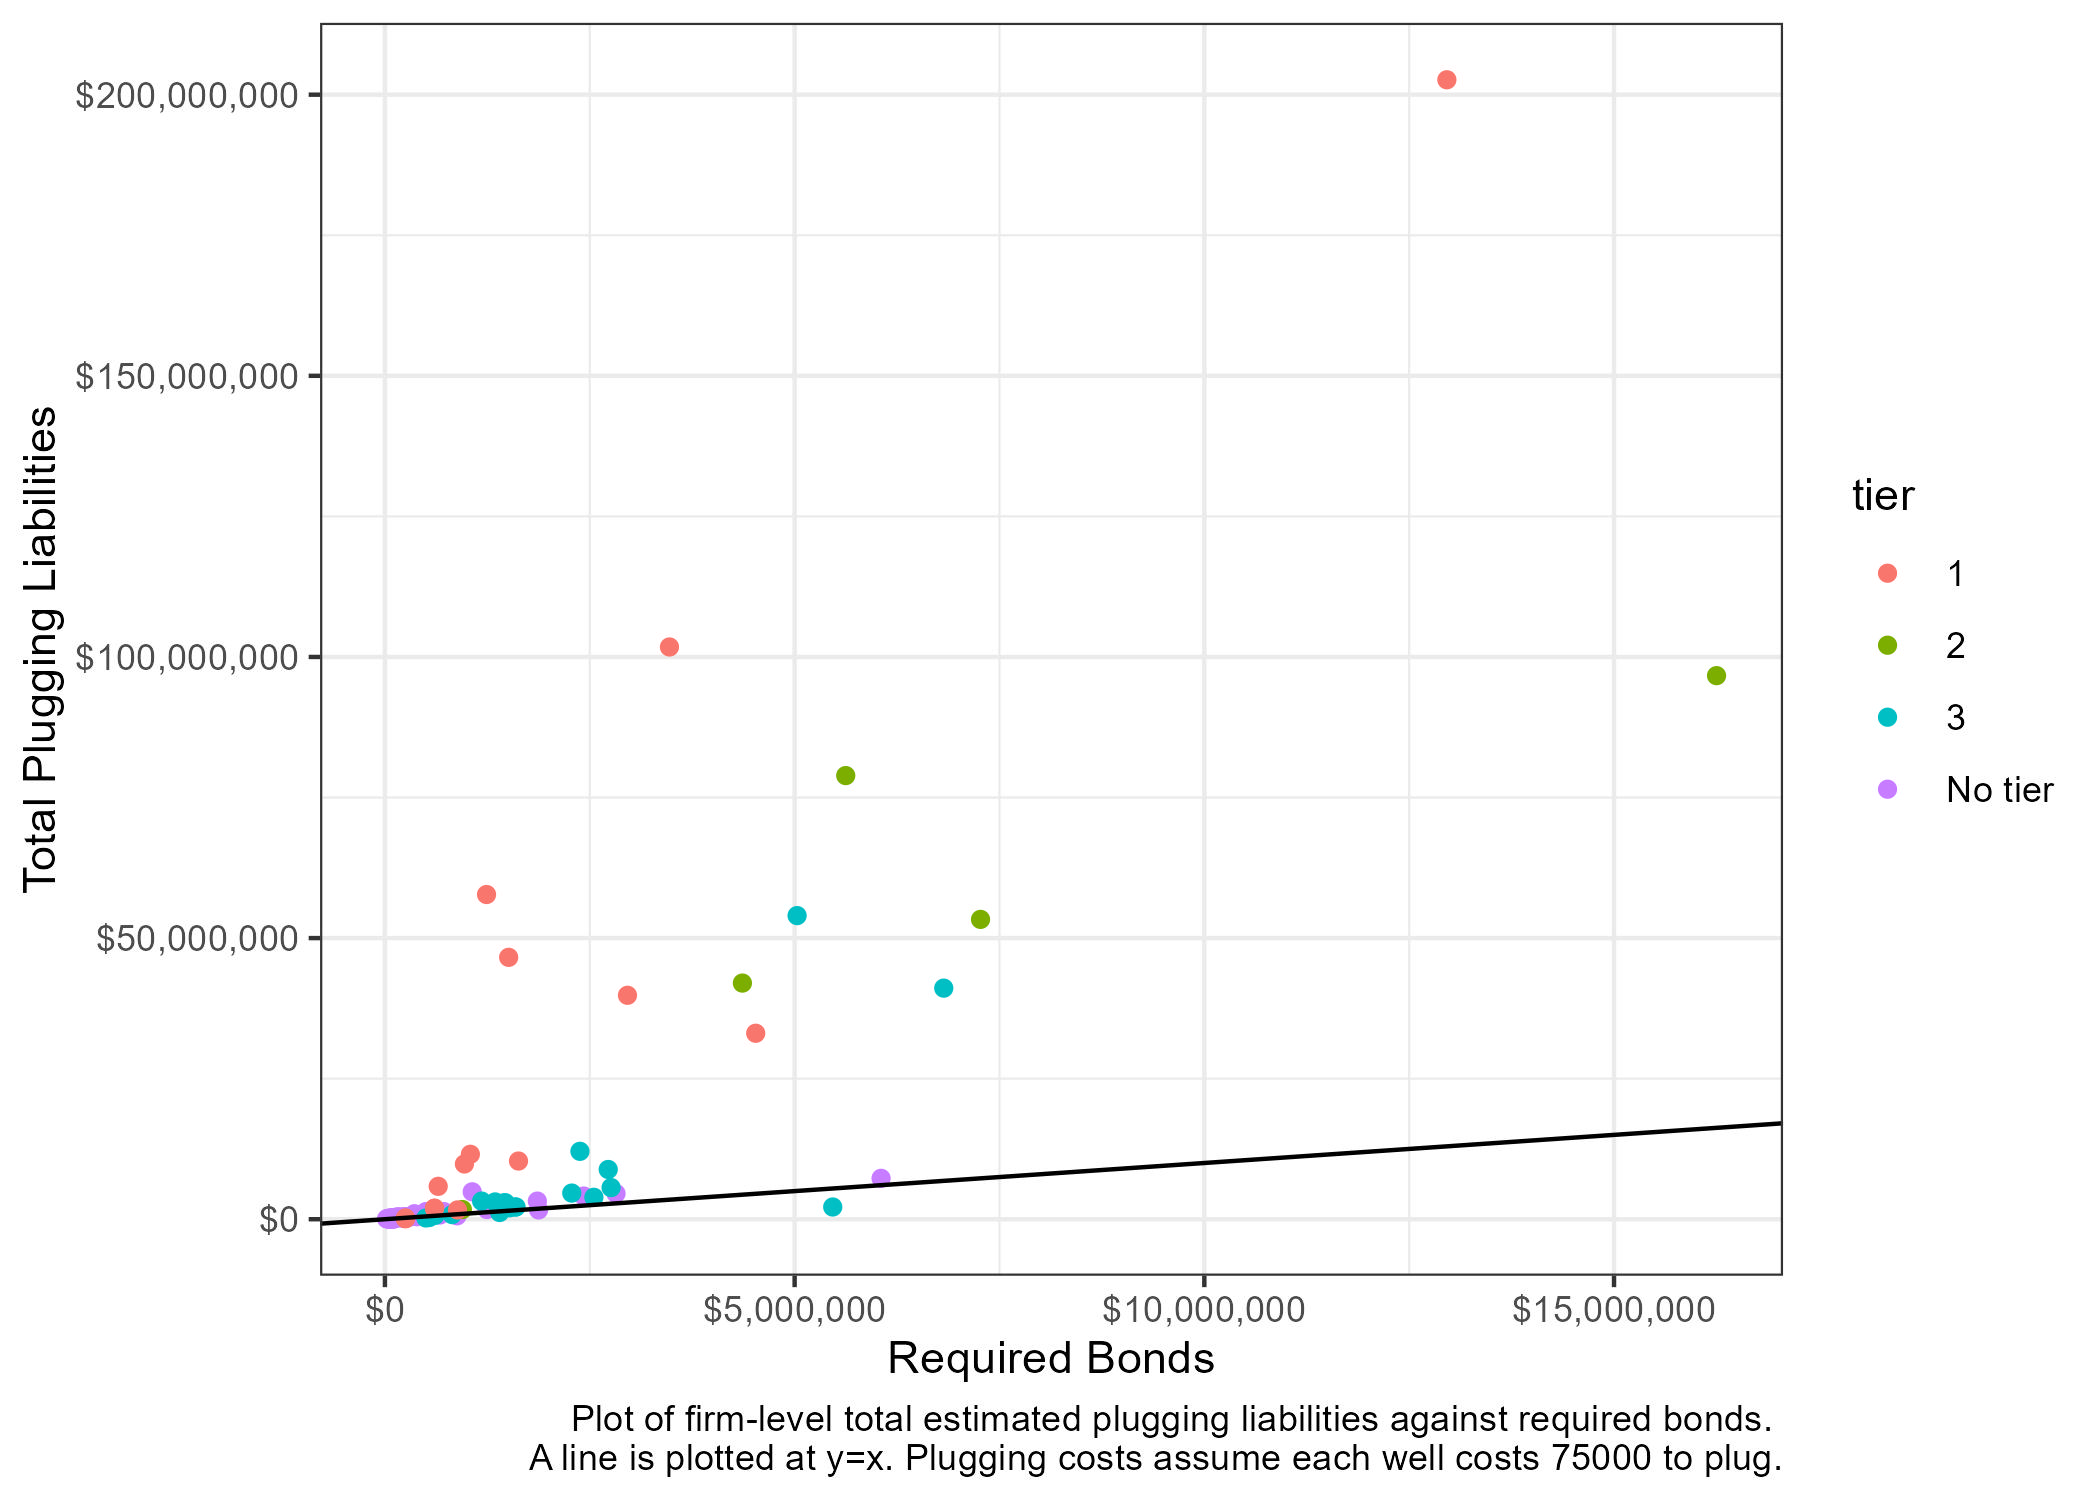 $200,000,000
$150,000,000
$100,000,000
$50,000,000
$0
Total Plugging Liabilities
$0
$5,000,000
$10,000,000
$15,000,000
Required Bonds
tier
1
2
3
No tier
Plot of firm-level total estimated plugging liabilities against required bonds.
A line is plotted at y=x. Plugging costs assume each well costs 75000 to plug.